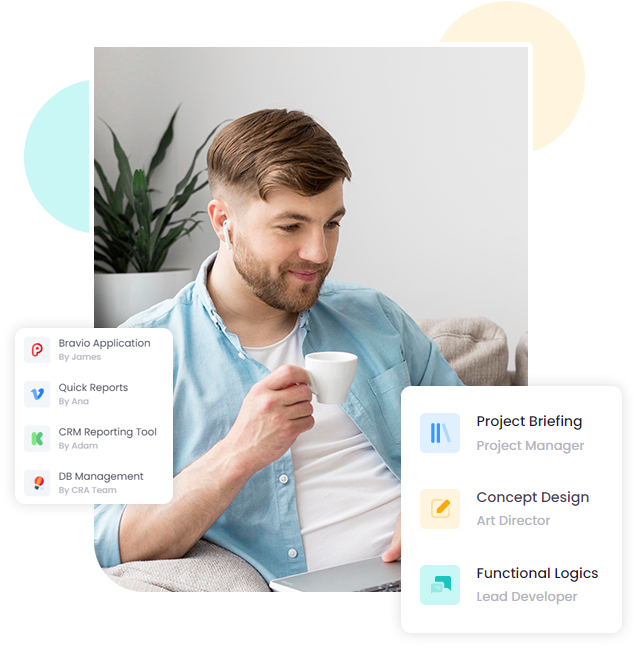 Bravio Application
By James
Quick Reports
By Ana
CRM Reporting Tool
By Adam
DB Management
By CRA Team
Project Briefing
Project Manager
Concept Design
Art Director
Functional Logics
Lead Developer